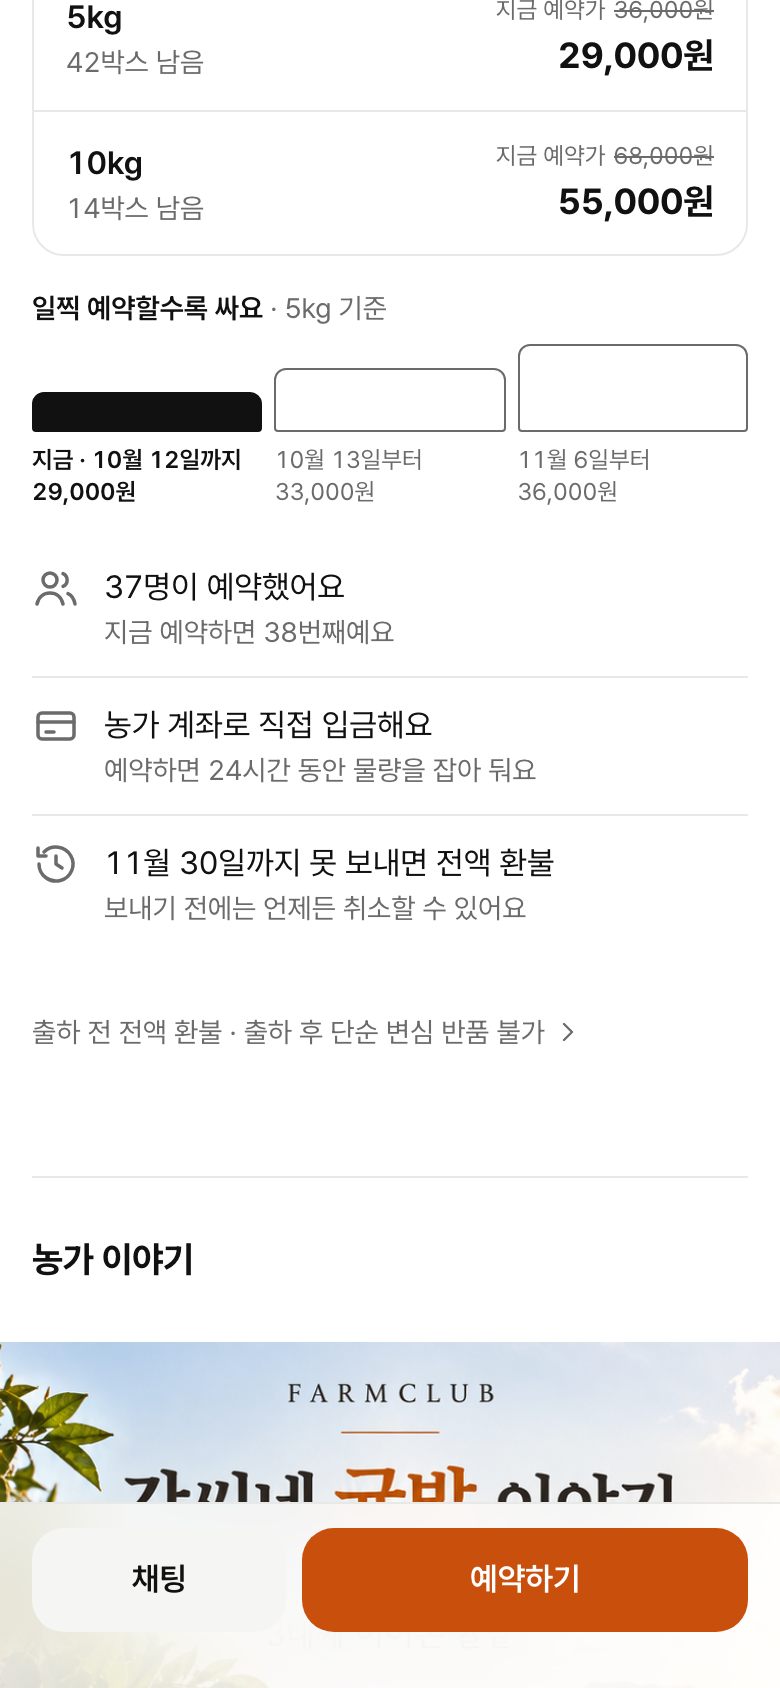 5kg
지금 예약가 36,000원
42박스 남음
29,000원
10kg
지금 예약가 68,000원
14박스 남음
55,000원
일찍 예약할수록 싸요 · 5kg 기준
지금 · 10월 12일까지
29,000원
10월 13일부터
33,000원
11월 6일부터
36,000원
37명이 예약했어요
지금 예약하면 38번째예요
농가 계좌로 직접 입금해요
예약하면 24시간 동안 물량을 잡아 둬요
11월 30일까지 못 보내면 전액 환불
보내기 전에는 언제든 취소할 수 있어요
출하 전 전액 환불 · 출하 후 단순 변심 반품 불가 >
농가 이야기
FARMCLUB
이야기
채팅
예약하기